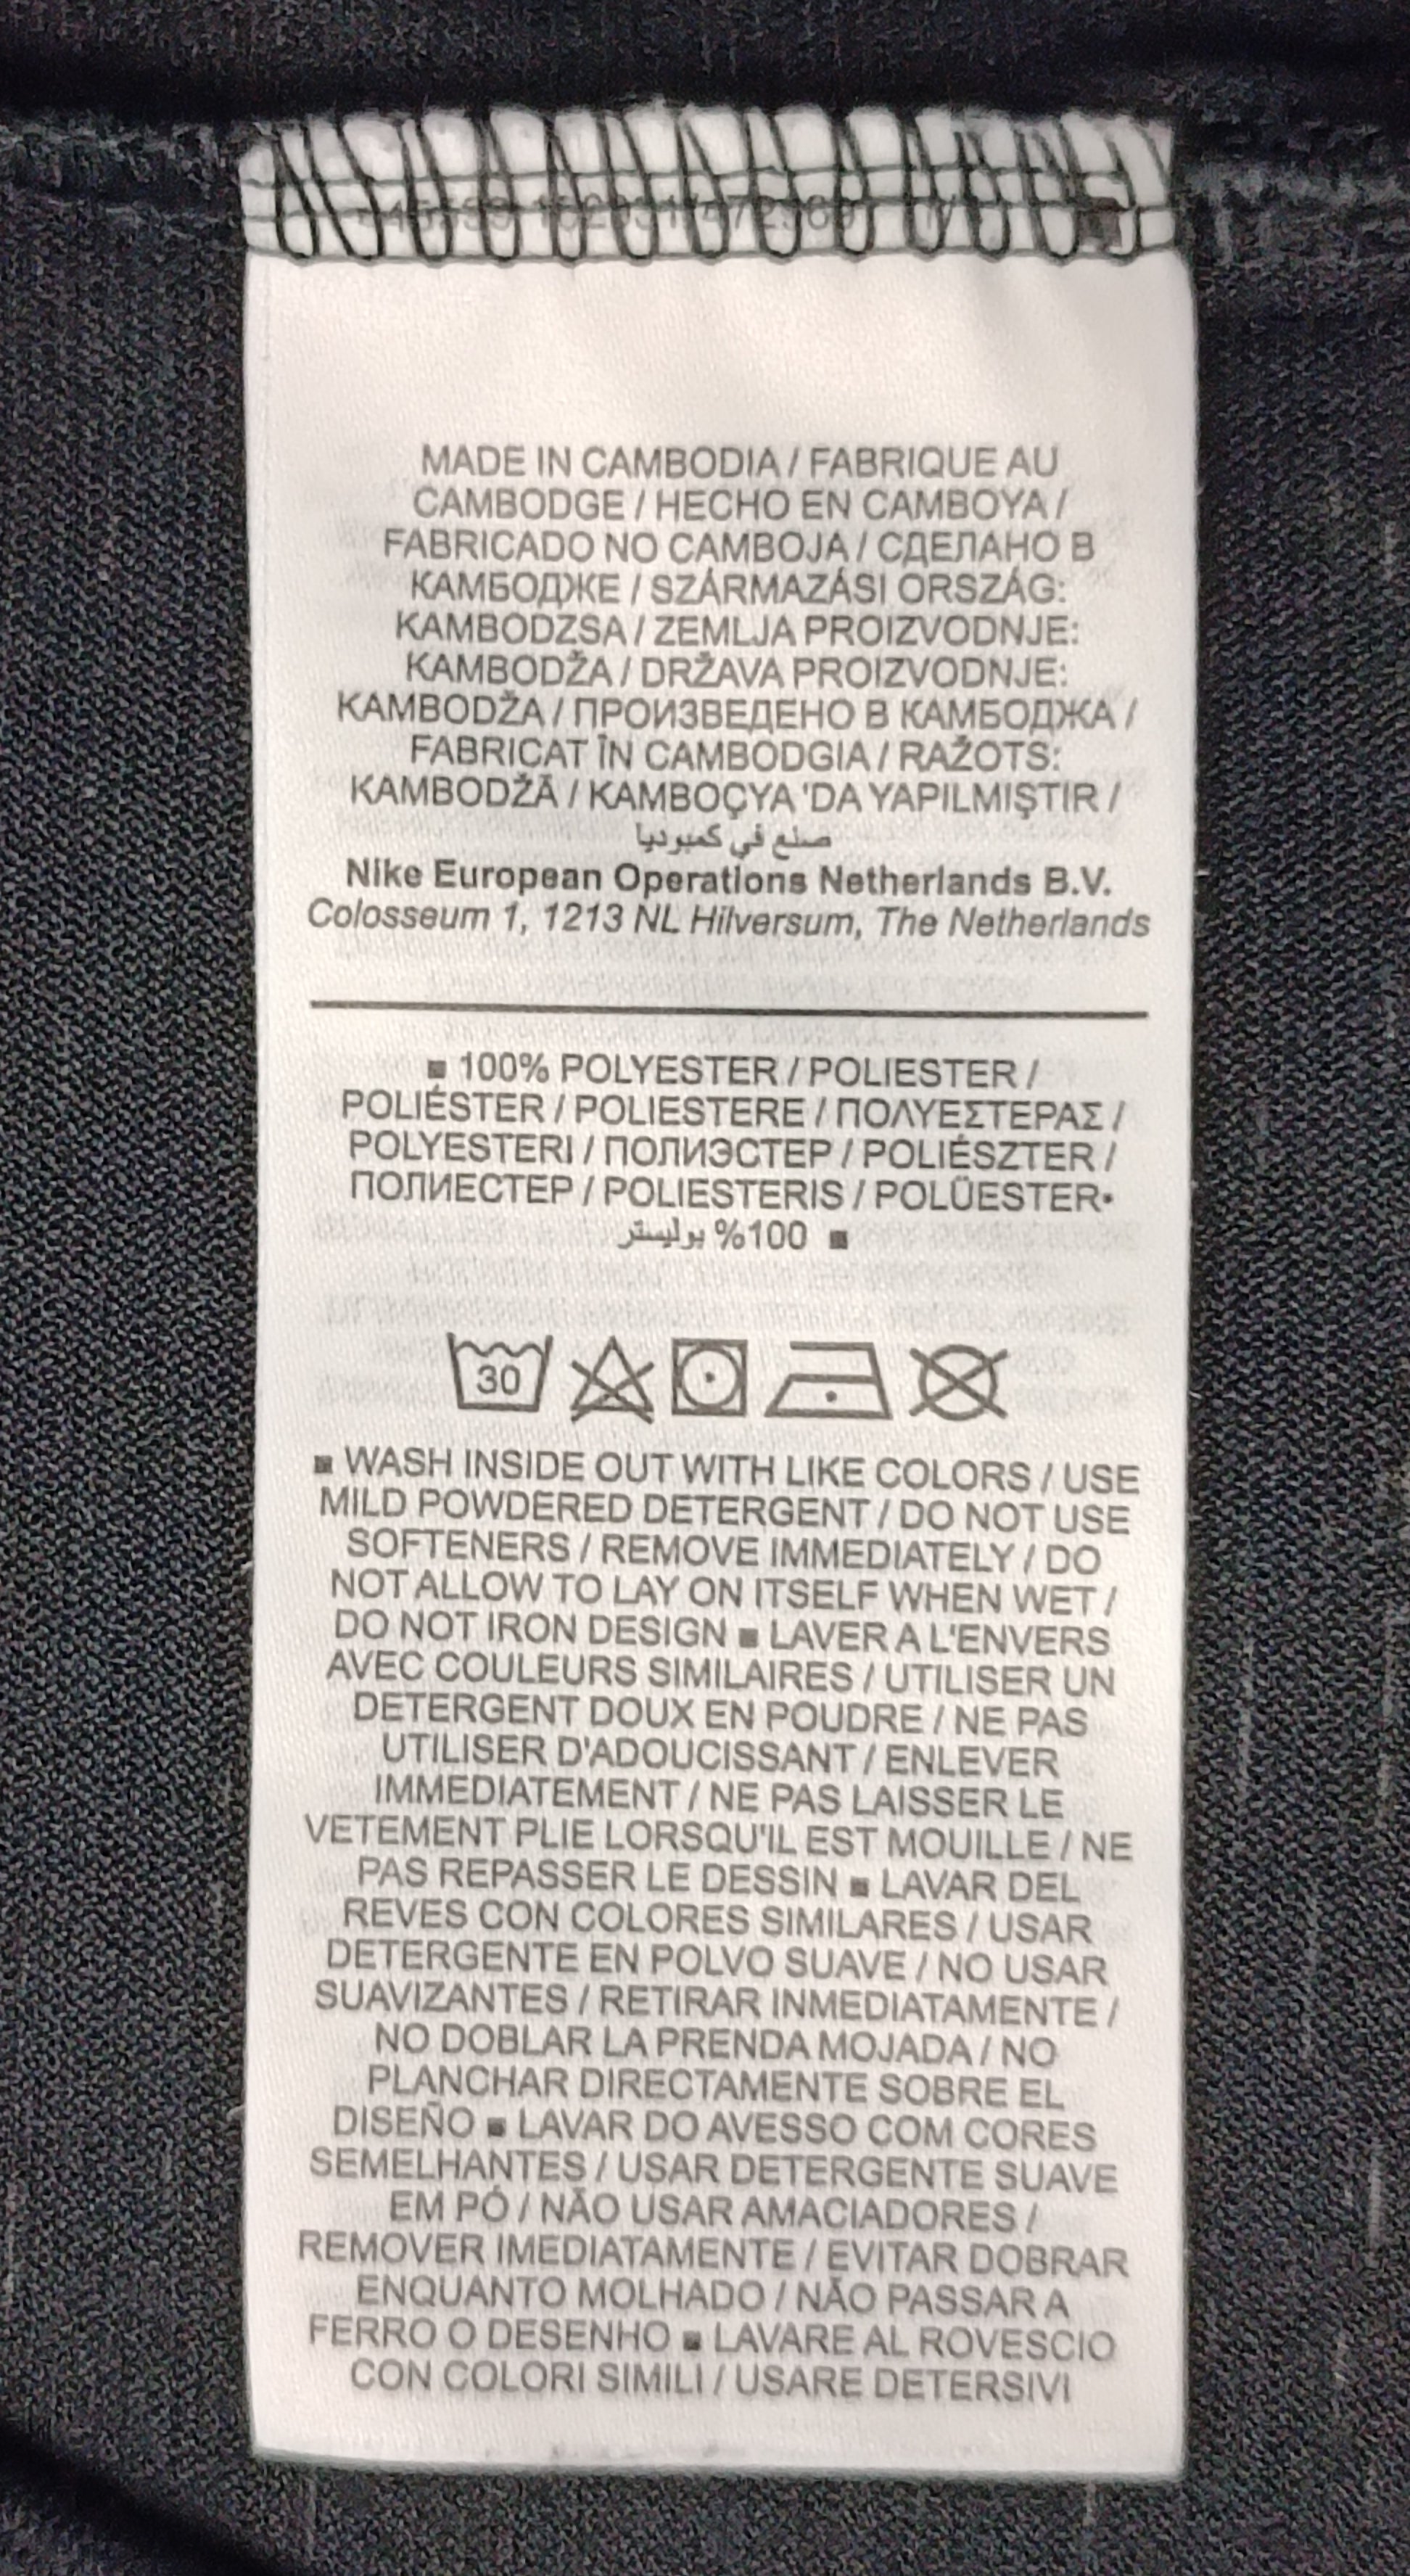 MADE IN CAMBODIA / FABRIQUE AU
CAMBODGE / HECHO EN CAMBOYA /
FABRICADO NO CAMBOJA / СДЕЛАНО В
КАМБОДЖЕ / SZÁRMAZÁSI ORSZÁG:
KAMBODZSA / ZEMLJA PROIZVODNJE:
KAMBODŽA / DRŽAVA PROIZVODNJE:
KAMBODŽA / ПРОИЗВЕДЕНО В КАМБОДЖА /
FABRICAT ÎN CAMBODGIA / RAŽOTS:
KAMBODŽĀ / KAMBOÇYA 'DA YAPILMIŞTIR /
صنع في كمبوديا
Nike European Operations Netherlands B.V.
Colosseum 1, 1213 NL Hilversum, The Netherlands
■ 100% POLYESTER / POLIESTER /
POLIÉSTER / POLIESTERE / ΠΟΛΥΕΣΤΕΡΑΣ /
POLYESTERI / ПОЛИЭСТЕР / POLIÉSZTER /
ПОЛИЕСТЕР / POLIESTERIS / POLÜESTER•
■ 100% بوليستر
30
■ WASH INSIDE OUT WITH LIKE COLORS / USE
MILD POWDERED DETERGENT / DO NOT USE
SOFTENERS / REMOVE IMMEDIATELY / DO
NOT ALLOW TO LAY ON ITSELF WHEN WET /
DO NOT IRON DESIGN ■ LAVER A L'ENVERS
AVEC COULEURS SIMILAIRES / UTILISER UN
DETERGENT DOUX EN POUDRE / NE PAS
UTILISER D'ADOUCISSANT / ENLEVER
IMMEDIATEMENT / NE PAS LAISSER LE
VETEMENT PLIE LORSQU'IL EST MOUILLE / NE
PAS REPASSER LE DESSIN ■ LAVAR DEL
REVES CON COLORES SIMILARES / USAR
DETERGENTE EN POLVO SUAVE / NO USAR
SUAVIZANTES / RETIRAR INMEDIATAMENTE /
NO DOBLAR LA PRENDA MOJADA / NO
PLANCHAR DIRECTAMENTE SOBRE EL
DISEÑO ■ LAVAR DO AVESSO COM CORES
SEMELHANTES / USAR DETERGENTE SUAVE
EM PÓ / NÃO USAR AMACIADORES /
REMOVER IMEDIATAMENTE / EVITAR DOBRAR
ENQUANTO MOLHADO / NÃO PASSAR A
FERRO O DESENHO ■ LAVARE AL ROVESCIO
CON COLORI SIMILI / USARE DETERSIVI